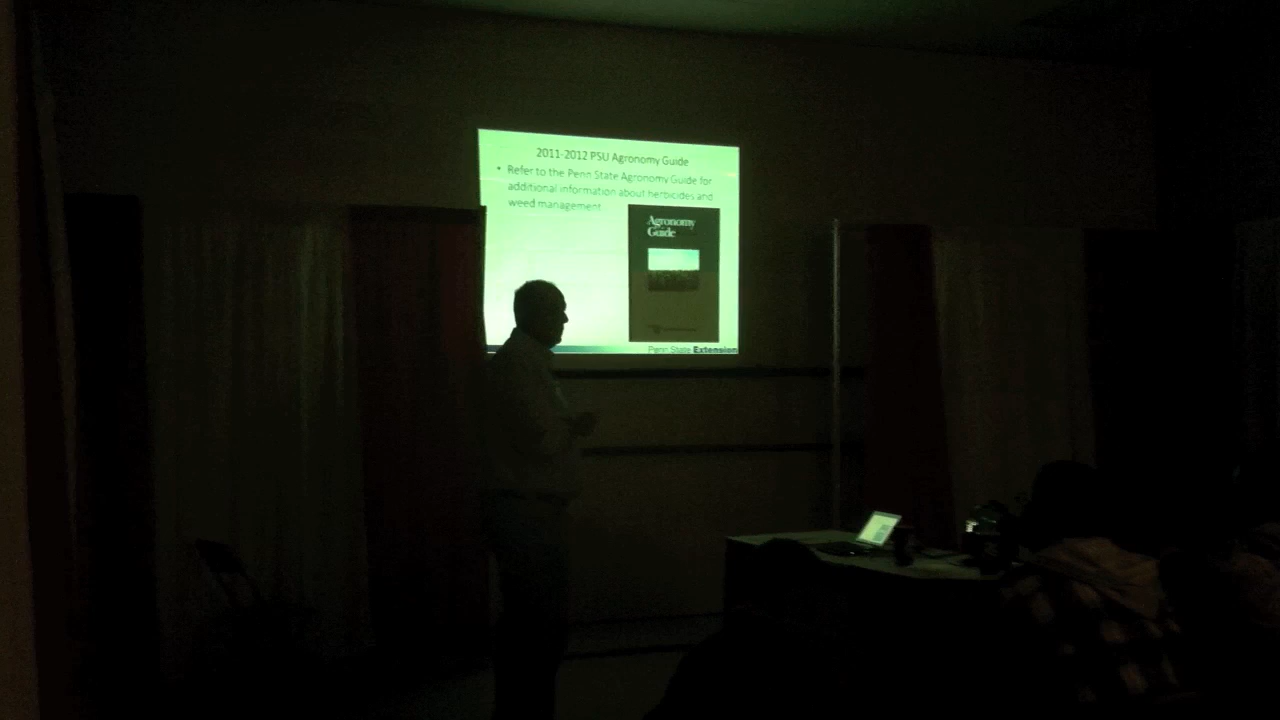 2011-2012 PSU Agronomy Guide
• Refer to the Penn State Agronomy Guide for
additional information about herbicides and
weed management
Agronomy
Guide
Penn State Extension